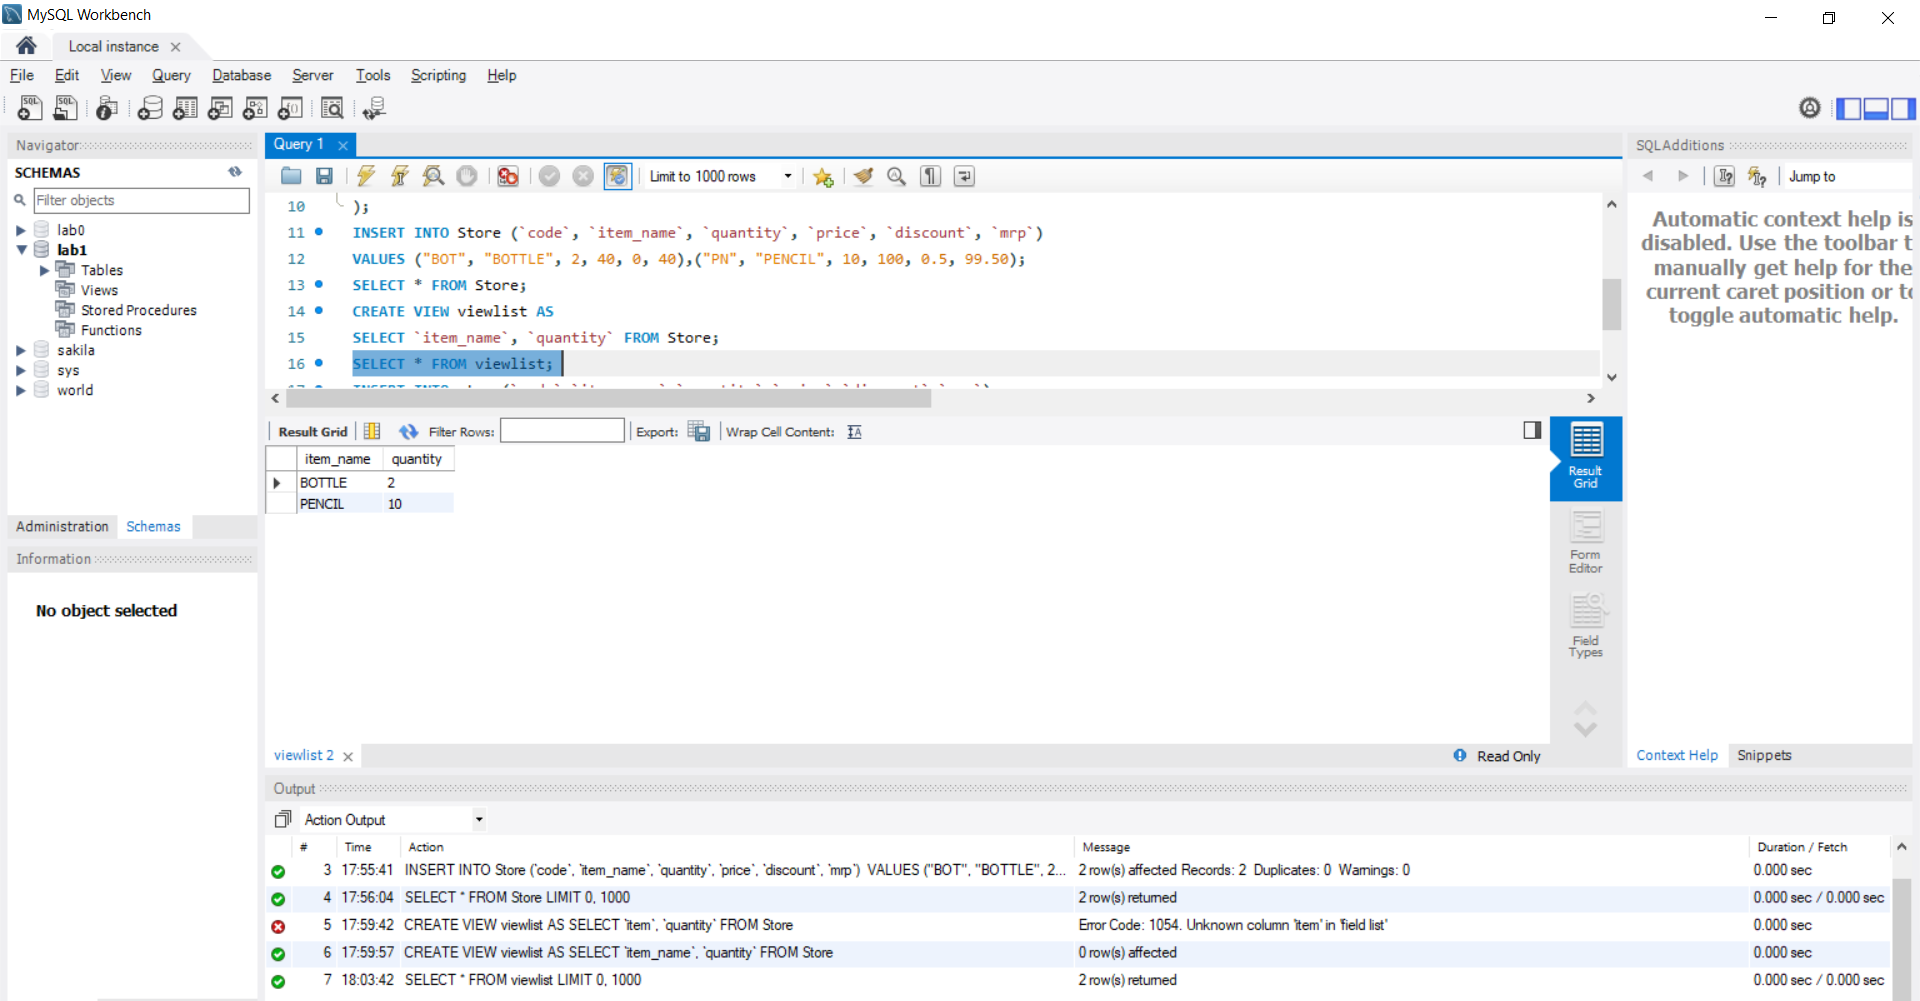 MySQL Workbench
Local instance
File Edit View Query Database Server Tools Scripting Help
Navigator
SCHEMAS
Filter objects
lab0
lab1
Tables
Views
Stored Procedures
Functions
sakila
sys
world
Administration Schemas
Information
No object selected
Query 1
Limit to 1000 rows
10 );
11 INSERT INTO Store (`code`, `item_name`, `quantity`, `price`, `discount`, `mrp`)
12 VALUES ("BOT", "BOTTLE", 2, 40, 0, 40),("PN", "PENCIL", 10, 100, 0.5, 99.50);
13 SELECT * FROM Store;
14 CREATE VIEW viewlist AS
15 SELECT `item_name`, `quantity` FROM Store;
16 SELECT * FROM viewlist;
Result Grid Filter Rows: Export: Wrap Cell Content:
item_name quantity
BOTTLE 2
PENCIL 10
Result Grid
Form Editor
Field Types
viewlist 2
Read Only
SQLAdditions
Jump to
Automatic context help is
disabled. Use the toolbar t
manually get help for the
current caret position or to
toggle automatic help.
Context Help Snippets
Output
Action Output
# Time Action Message Duration / Fetch
3 17:55:41 INSERT INTO Store (`code`, `item_name`, `quantity`, `price`, `discount`, `mrp`) VALUES ("BOT", "BOTTLE", 2... 2 row(s) affected Records: 2 Duplicates: 0 Warnings: 0 0.000 sec
4 17:56:04 SELECT * FROM Store LIMIT 0, 1000 2 row(s) returned 0.000 sec / 0.000 sec
5 17:59:42 CREATE VIEW viewlist AS SELECT `item`, `quantity` FROM Store Error Code: 1054. Unknown column 'item' in 'field list' 0.000 sec
6 17:59:57 CREATE VIEW viewlist AS SELECT `item_name`, `quantity` FROM Store 0 row(s) affected 0.000 sec
7 18:03:42 SELECT * FROM viewlist LIMIT 0, 1000 2 row(s) returned 0.000 sec / 0.000 sec